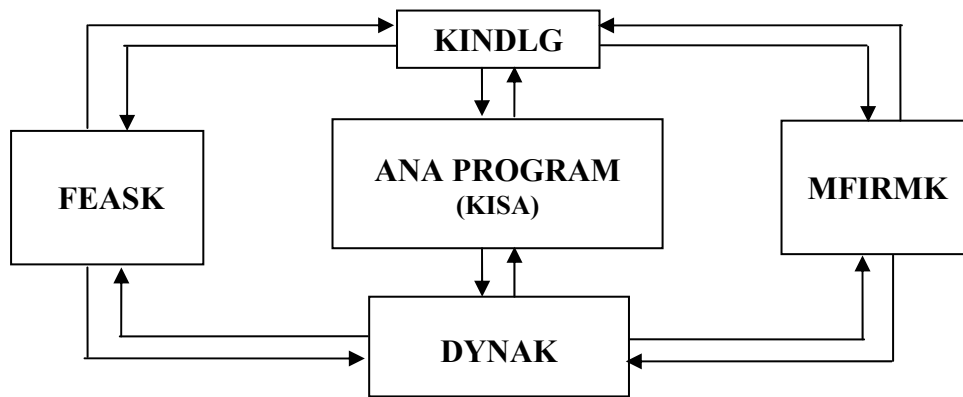 KINDLG
ANA PROGRAM
(KISA)
FEASK
MFIRMK
DYNAK